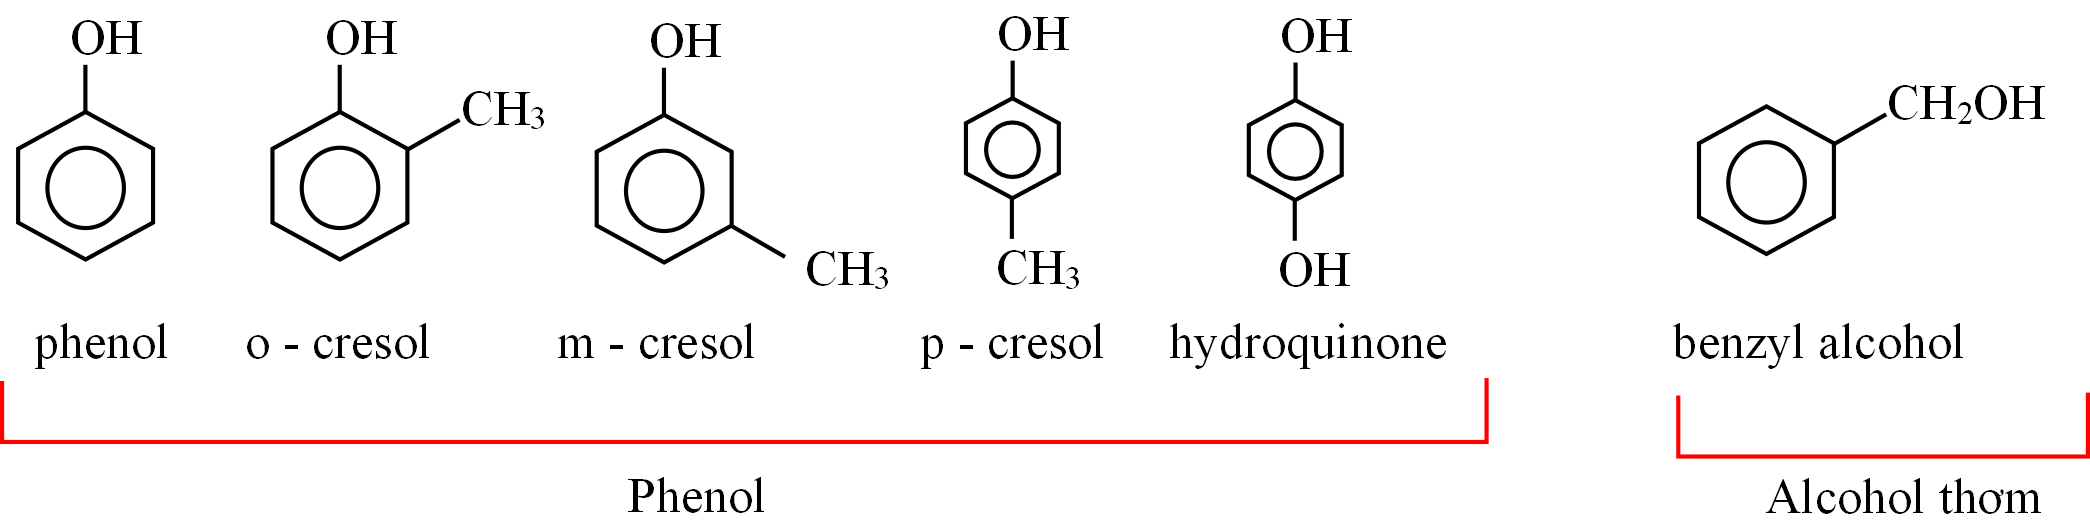 OH OH OH OH OH
CH3 CH2OH
CH3 CH3 OH
phenol o - cresol m - cresol p - cresol hydroquinone benzyl alcohol
Phenol Alcohol thơm